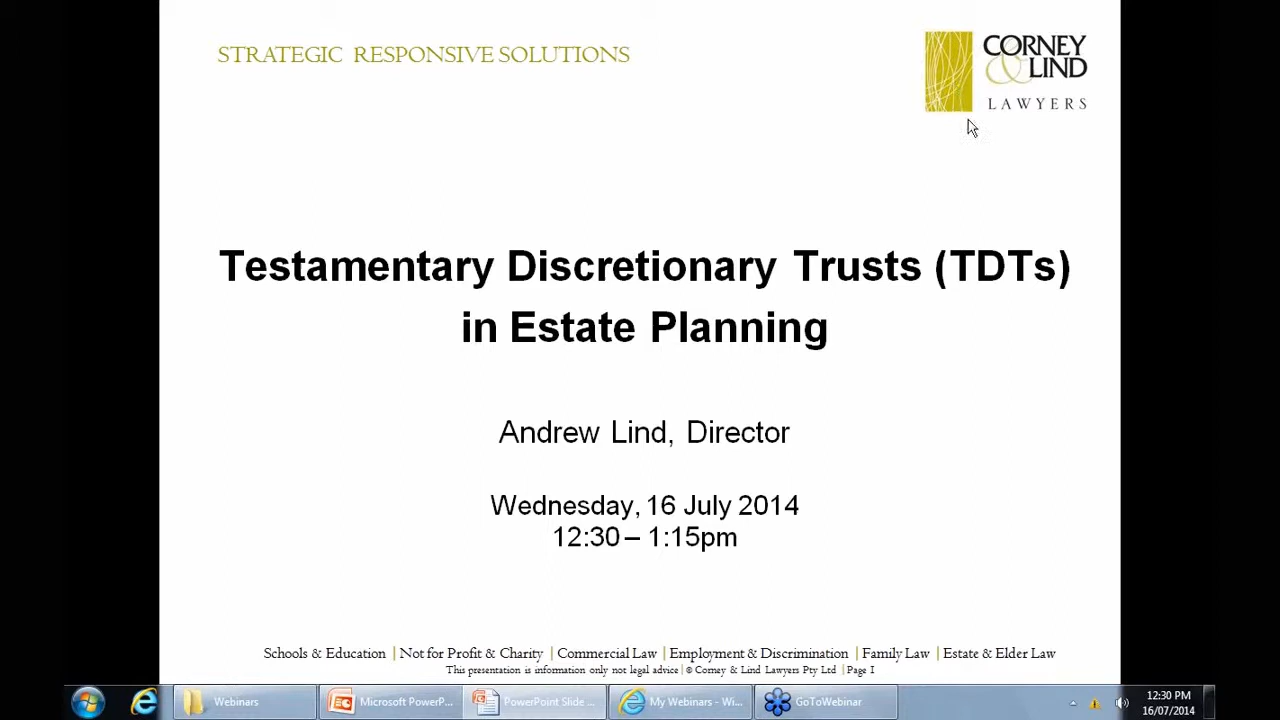 STRATEGIC RESPONSIVE SOLUTIONS
CORNEY
& LIND
LAWYERS
Testamentary Discretionary Trusts (TDTs)
in Estate Planning
Andrew Lind, Director
Wednesday, 16 July 2014
12:30 – 1:15pm
Schools & Education | Not for Profit & Charity | Commercial Law | Employment & Discrimination | Family Law | Estate & Elder Law
This presentation is information only not legal advice | © Corney & Lind Lawyers Pty Ltd | Page 1
Webinars
Microsoft PowerP...
PowerPoint Slide ...
My Webinars - Wi...
GoToWebinar
12:30 PM
16/07/2014